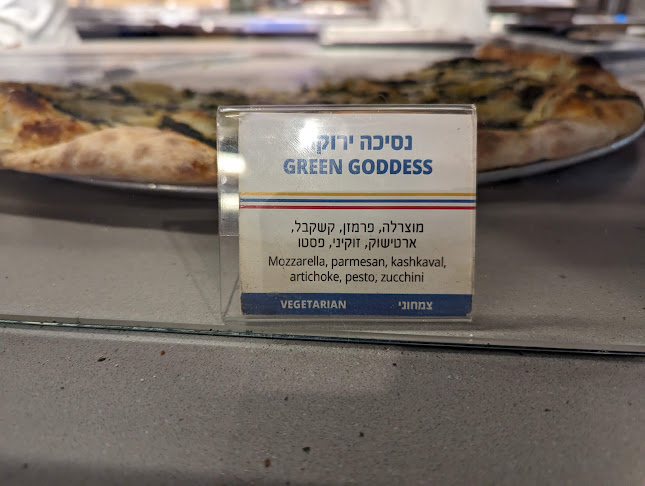 נסיכה ירוקה
GREEN GODDESS
מוצרלה, פרמזן, קשקבל,
ארטישוק, זוקיני, פסטו
Mozzarella, parmesan, kashkaval,
artichoke, pesto, zucchini
VEGETARIAN צמחוני